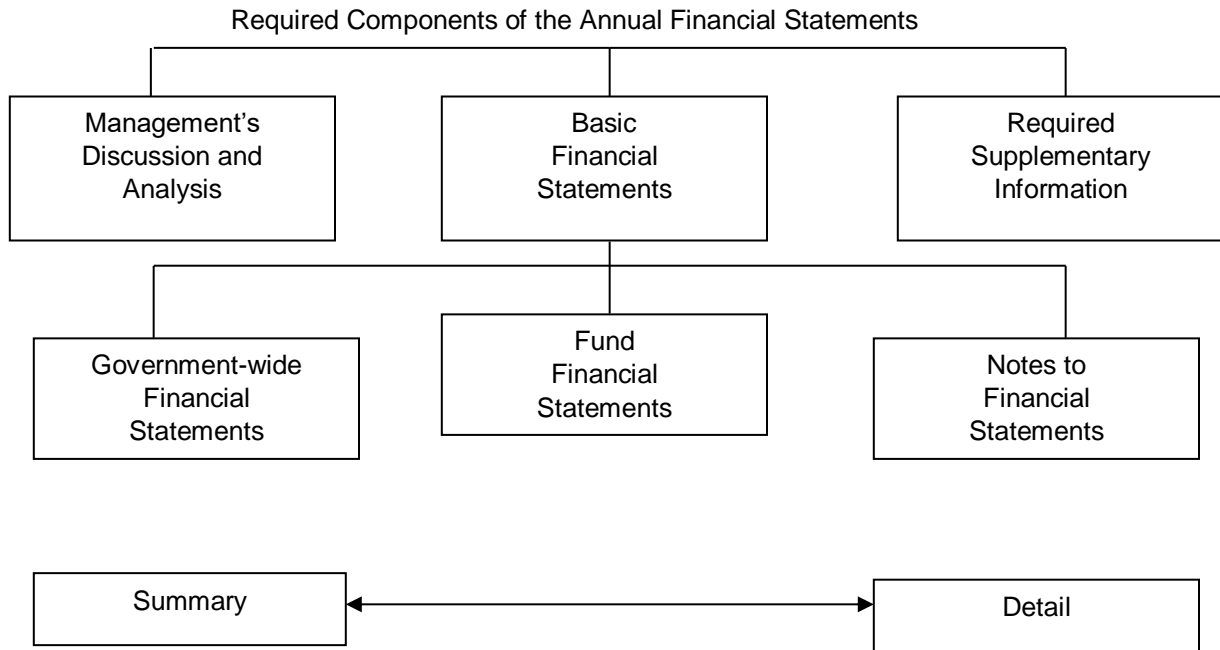 Required Components of the Annual Financial Statements
Management’s
Discussion and
Analysis
Basic
Financial
Statements
Required
Supplementary
Information
Government-wide
Financial
Statements
Fund
Financial
Statements
Notes to
Financial
Statements
Summary
Detail